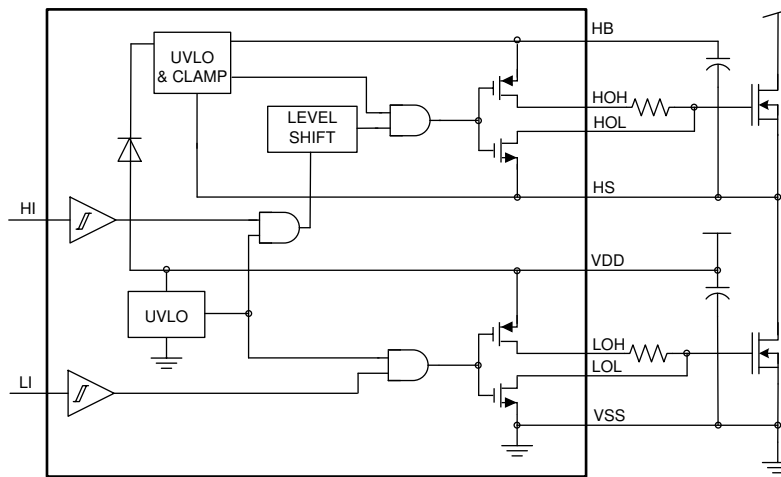 HB
UVLO
& CLAMP
HOH
LEVEL
SHIFT
HOL
HS
HI
VDD
UVLO
LOH
LOL
LI
VSS